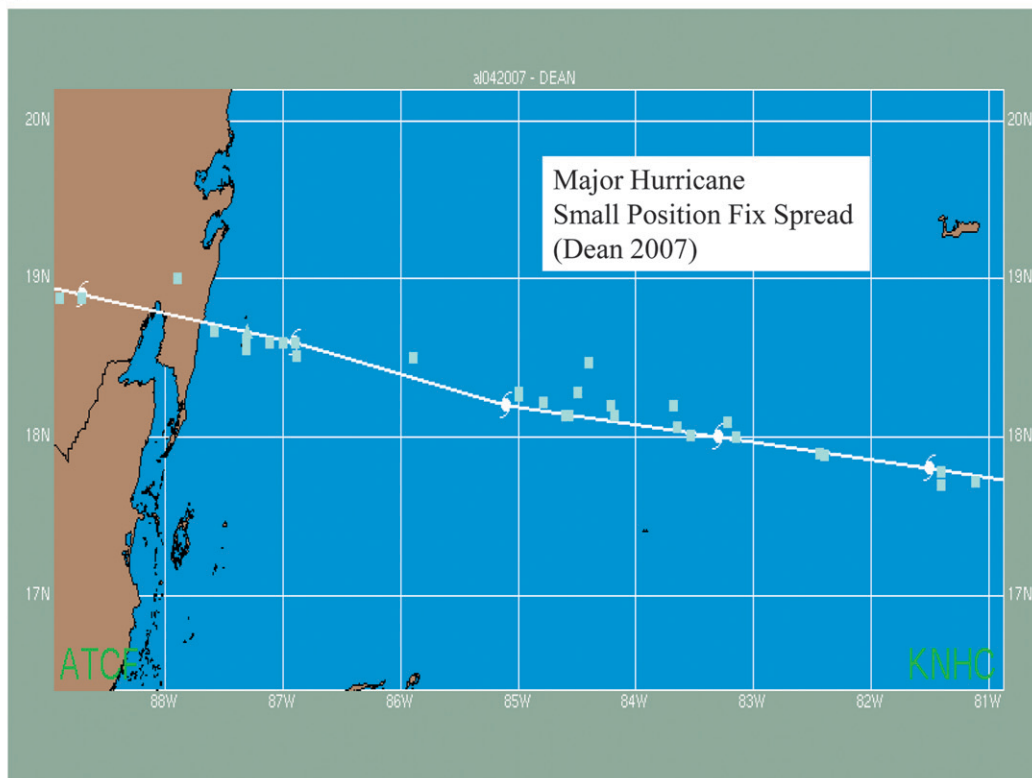 al042007 - DEAN
20N 20N
Major Hurricane
Small Position Fix Spread
(Dean 2007)
19N 19N
18N 18N
17N 17N
ATCF KNHC
88W 87W 86W 85W 84W 83W 82W 81W